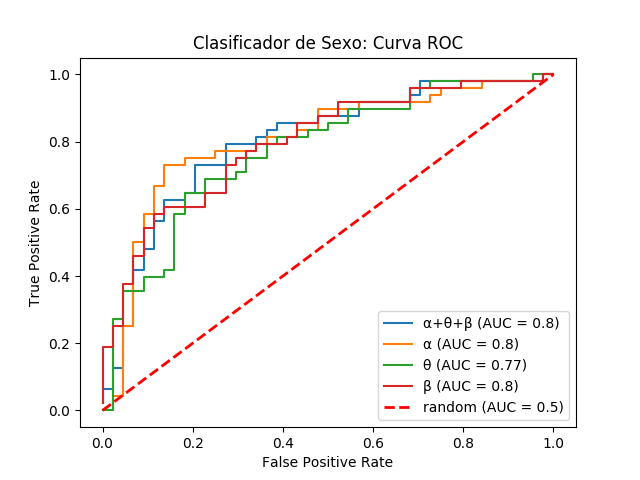 Clasificador de Sexo: Curva ROC
True Positive Rate
1.0
0.8
0.6
0.4
0.2
0.0
α+θ+β (AUC = 0.8)
α (AUC = 0.8)
θ (AUC = 0.77)
β (AUC = 0.8)
random (AUC = 0.5)
0.0 0.2 0.4 0.6 0.8 1.0
False Positive Rate